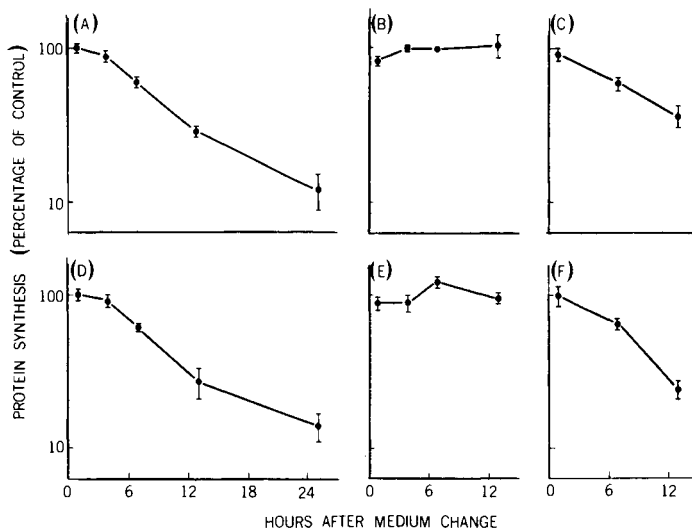 (A)
(B)
(C)
100
10
(D)
(E)
(F)
100
10
PROTEIN SYNTHESIS (PERCENTAGE OF CONTROL)
0 6 12 18 24 0 6 12 0 6 12
HOURS AFTER MEDIUM CHANGE